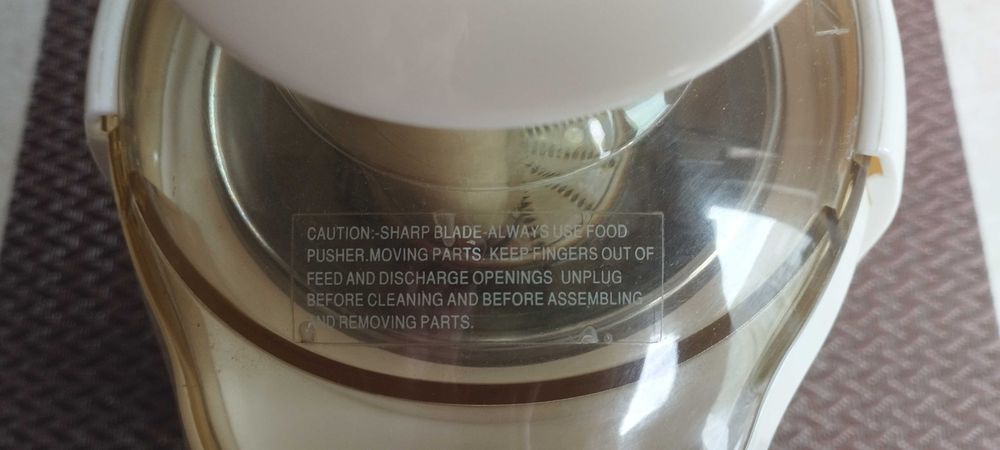 CAUTION:-SHARP BLADE-ALWAYS USE FOOD
PUSHER.MOVING PARTS. KEEP FINGERS OUT OF
FEED AND DISCHARGE OPENINGS UNPLUG
BEFORE CLEANING AND BEFORE ASSEMBLING
AND REMOVING PARTS.